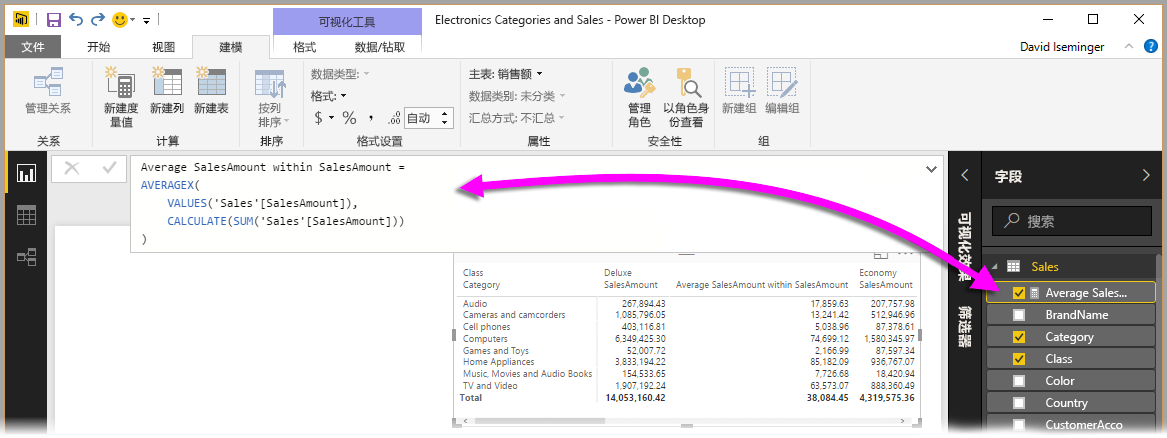 可视化工具
Electronics Categories and Sales - Power BI Desktop
文件 开始 视图 建模 格式 数据/钻取
David Iseminger
管理关系
关系
新建度量值
新建列
新建表
计算
按列排序
排序
数据类型:
格式:
$ % , .00 自动
格式设置
主表: 销售额
数据类别: 未分类
汇总方式: 不汇总
属性
管理角色
以角色身份查看
安全性
新建组
编辑组
组
Average SalesAmount within SalesAmount =
AVERAGEX(
VALUES('Sales'[SalesAmount]),
CALCULATE(SUM('Sales'[SalesAmount]))
)
Class Deluxe Economy
Category SalesAmount Average SalesAmount within SalesAmount SalesAmount
Audio 267,894.43 17,859.63 207,757.98
Cameras and camcorders 1,085,796.05 13,241.42 512,946.96
Cell phones 403,116.81 5,038.96 87,378.61
Computers 6,349,425.30 74,699.12 1,580,345.97
Games and Toys 52,007.72 2,166.99 87,597.34
Home Appliances 3,833,194.22 85,182.09 936,767.07
Music, Movies and Audio Books 154,533.65 7,726.68 18,420.94
TV and Video 1,907,192.24 63,573.07 888,360.49
Total 14,053,160.42 38,084.45 4,319,575.36
可视化效果
筛选器
字段
搜索
Sales
Average Sales...
BrandName
Category
Class
Color
Country
CustomerAcco